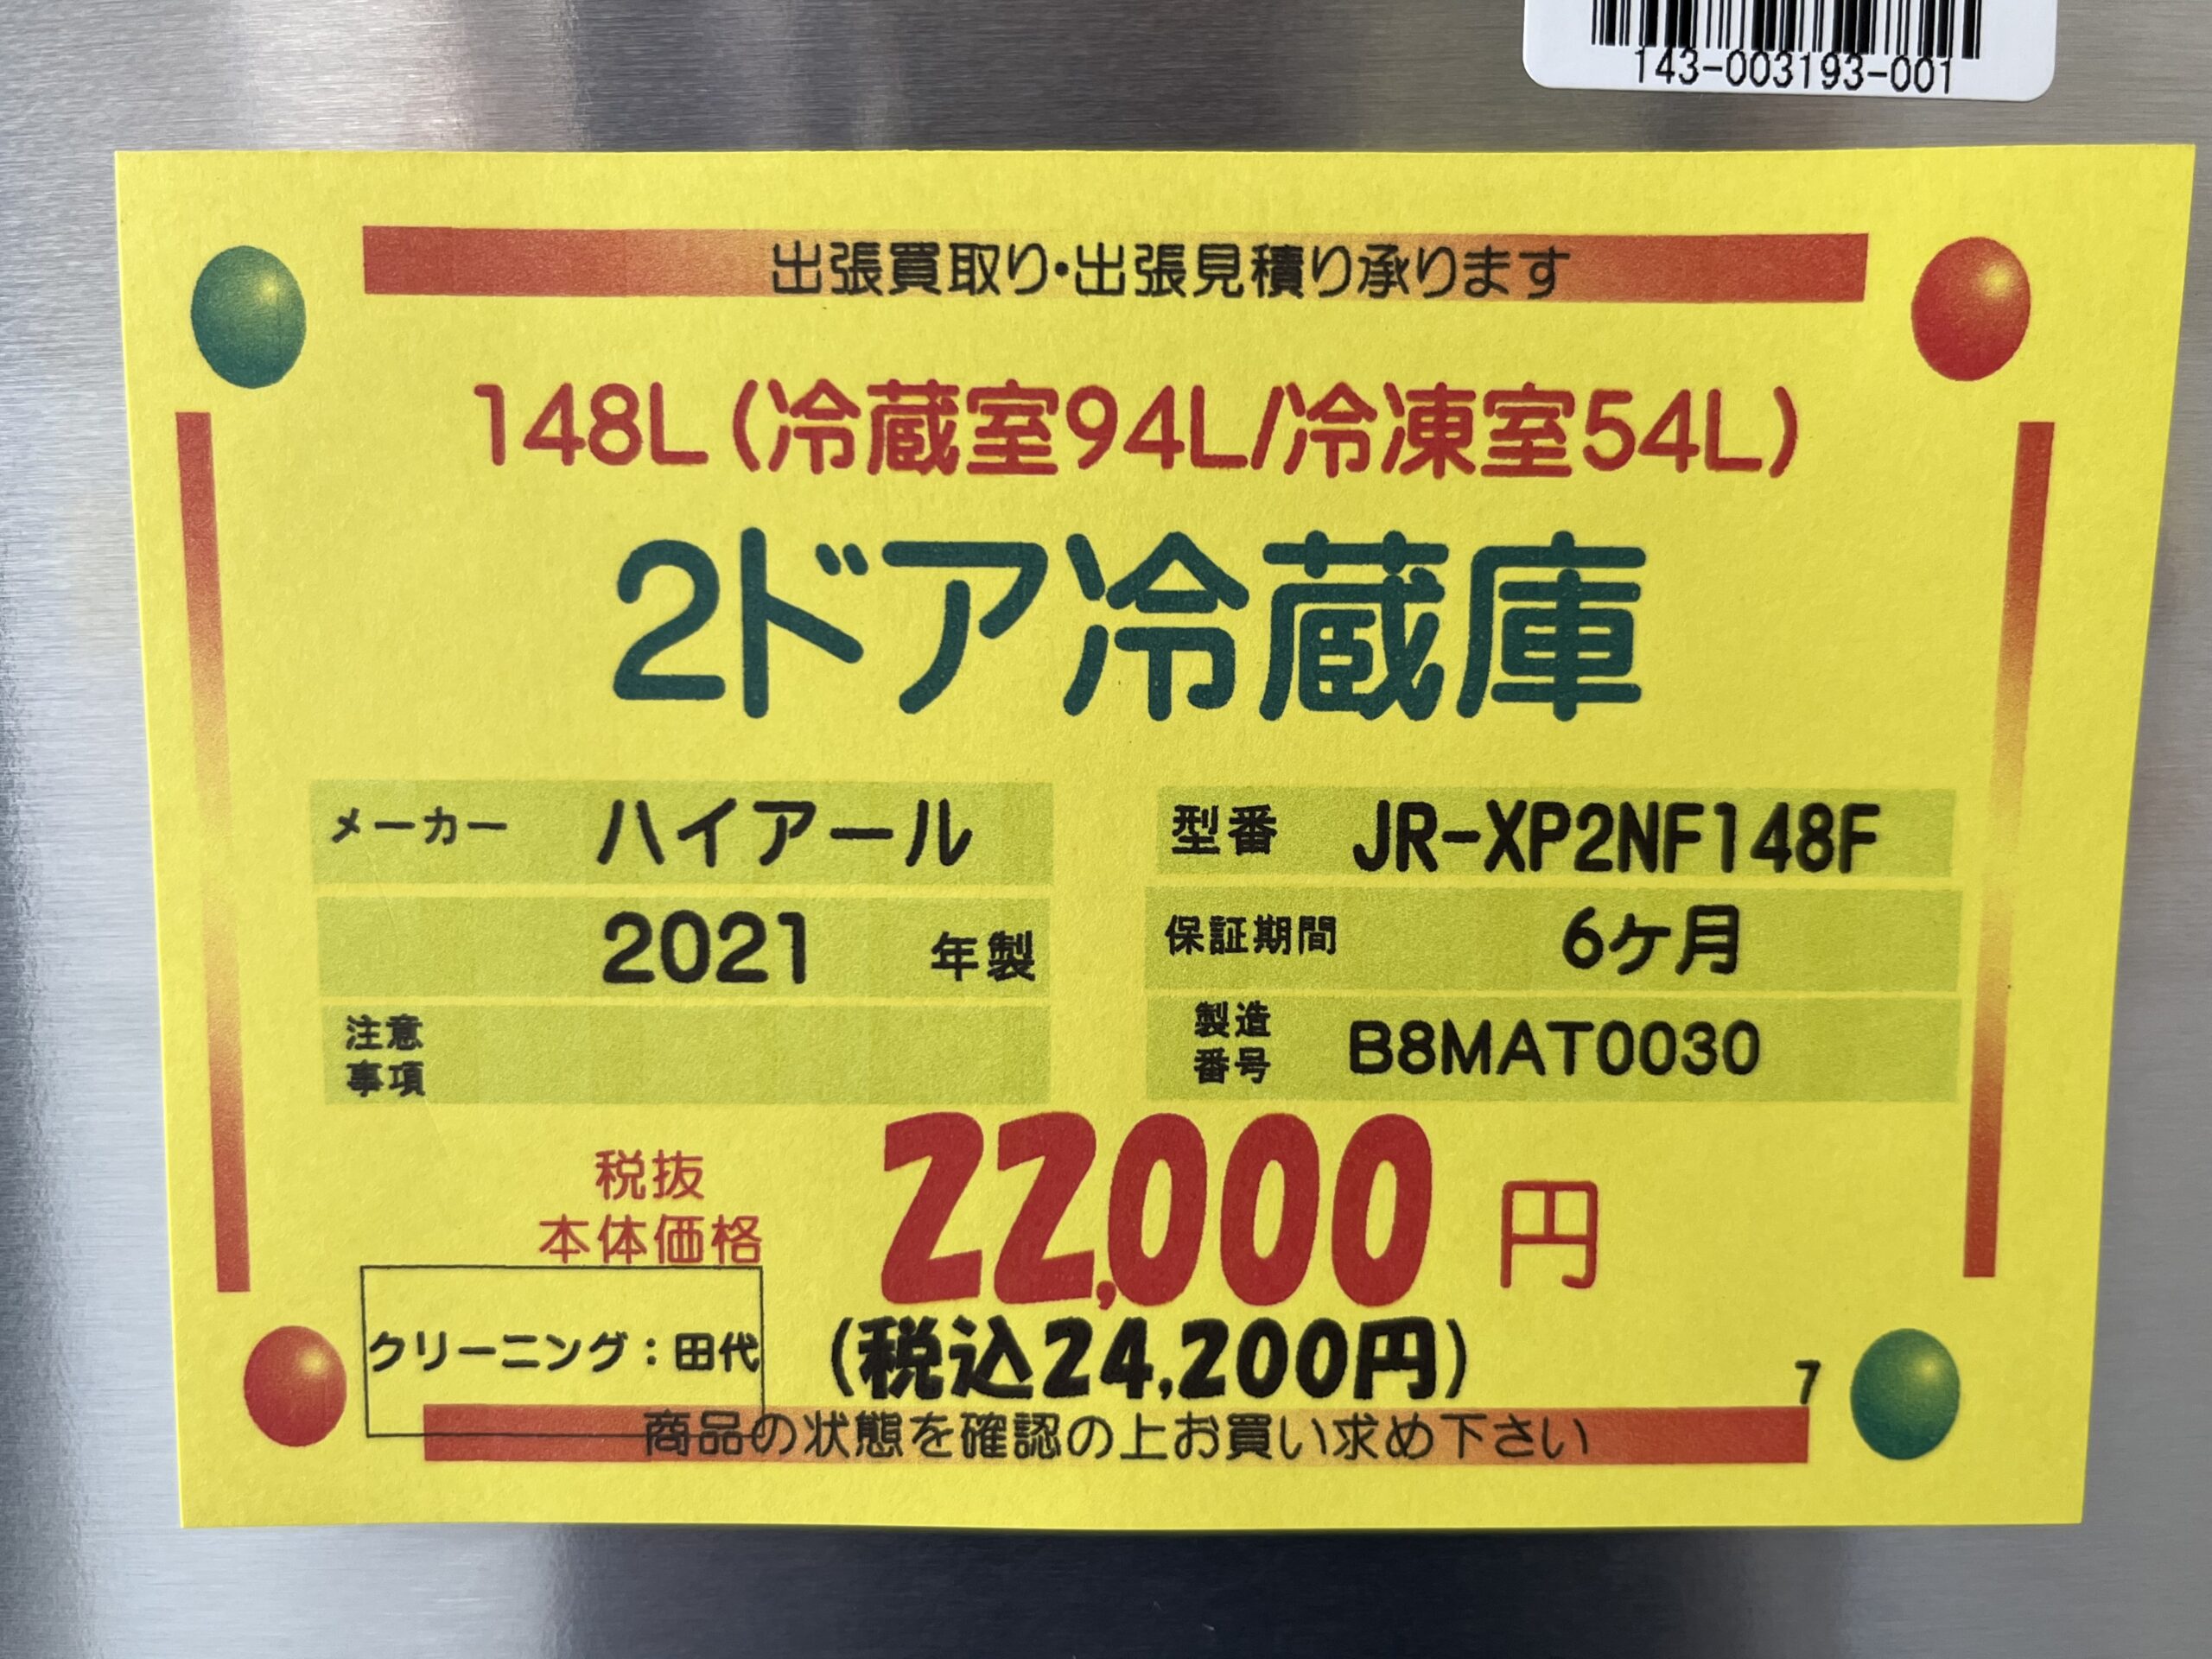 143-003193-001
出張買取り・出張見積り承ります
148L(冷蔵室94L/冷凍室54L)
2ドア冷蔵庫
メーカー ハイアール
型番 JR-XP2NF148F
2021 年製
保証期間 6ケ月
注意
事項
製造
番号 B8MAT0030
税抜
本体価格 22,000 円
クリーニング：田代
(税込24,200円)
7
商品の状態を確認の上お買い求め下さい